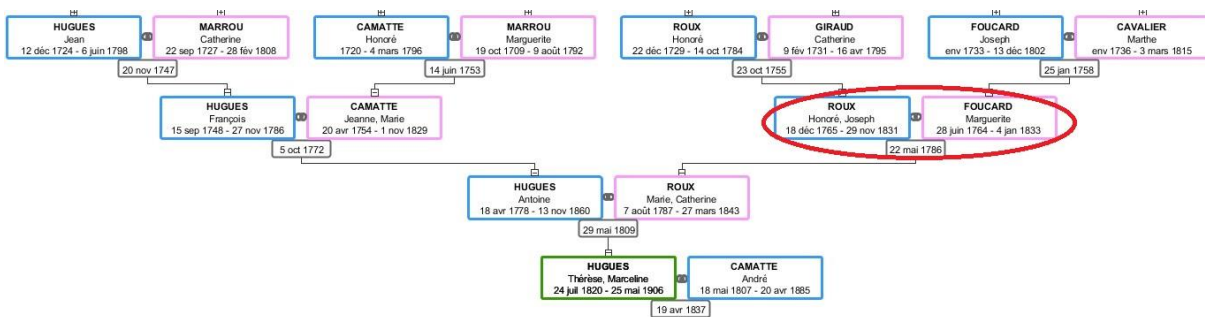 HUGUES
Jean
12 déc 1724 - 6 juin 1798
MARROU
Catherine
22 sep 1727 - 28 fév 1808
CAMATTE
Honoré
1720 - 4 mars 1796
MARROU
Marguerite
19 oct 1709 - 9 août 1792
ROUX
Honoré
22 déc 1729 - 14 oct 1784
GIRAUD
Catherine
9 fév 1731 - 16 avr 1795
FOUCARD
Joseph
env 1733 - 13 déc 1802
CAVALIER
Marthe
env 1736 - 3 mars 1815
20 nov 1747
14 juin 1753
23 oct 1755
25 jan 1758
HUGUES
François
15 sep 1748 - 27 nov 1786
CAMATTE
Jeanne, Marie
20 avr 1754 - 1 nov 1829
ROUX
Honoré, Joseph
18 déc 1765 - 29 nov 1831
FOUCARD
Marguerite
28 juin 1764 - 4 jan 1833
5 oct 1772
22 mai 1786
HUGUES
Antoine
18 avr 1778 - 13 nov 1860
ROUX
Marie, Catherine
7 août 1787 - 27 mars 1843
29 mai 1809
HUGUES
Thérèse, Marceline
24 juil 1820 - 25 mai 1906
CAMATTE
André
18 mai 1807 - 20 avr 1885
19 avr 1837